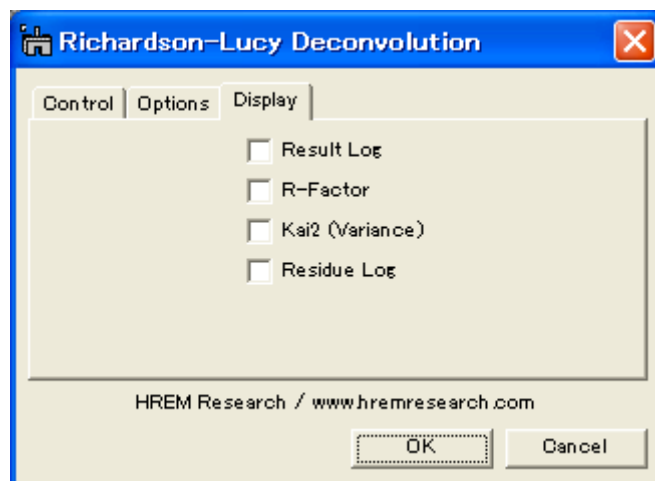 Richardson-Lucy Deconvolution
Control Options Display
Result Log
R-Factor
Kai2 (Variance)
Residue Log
HREM Research / www.hremresearch.com
OK Cancel